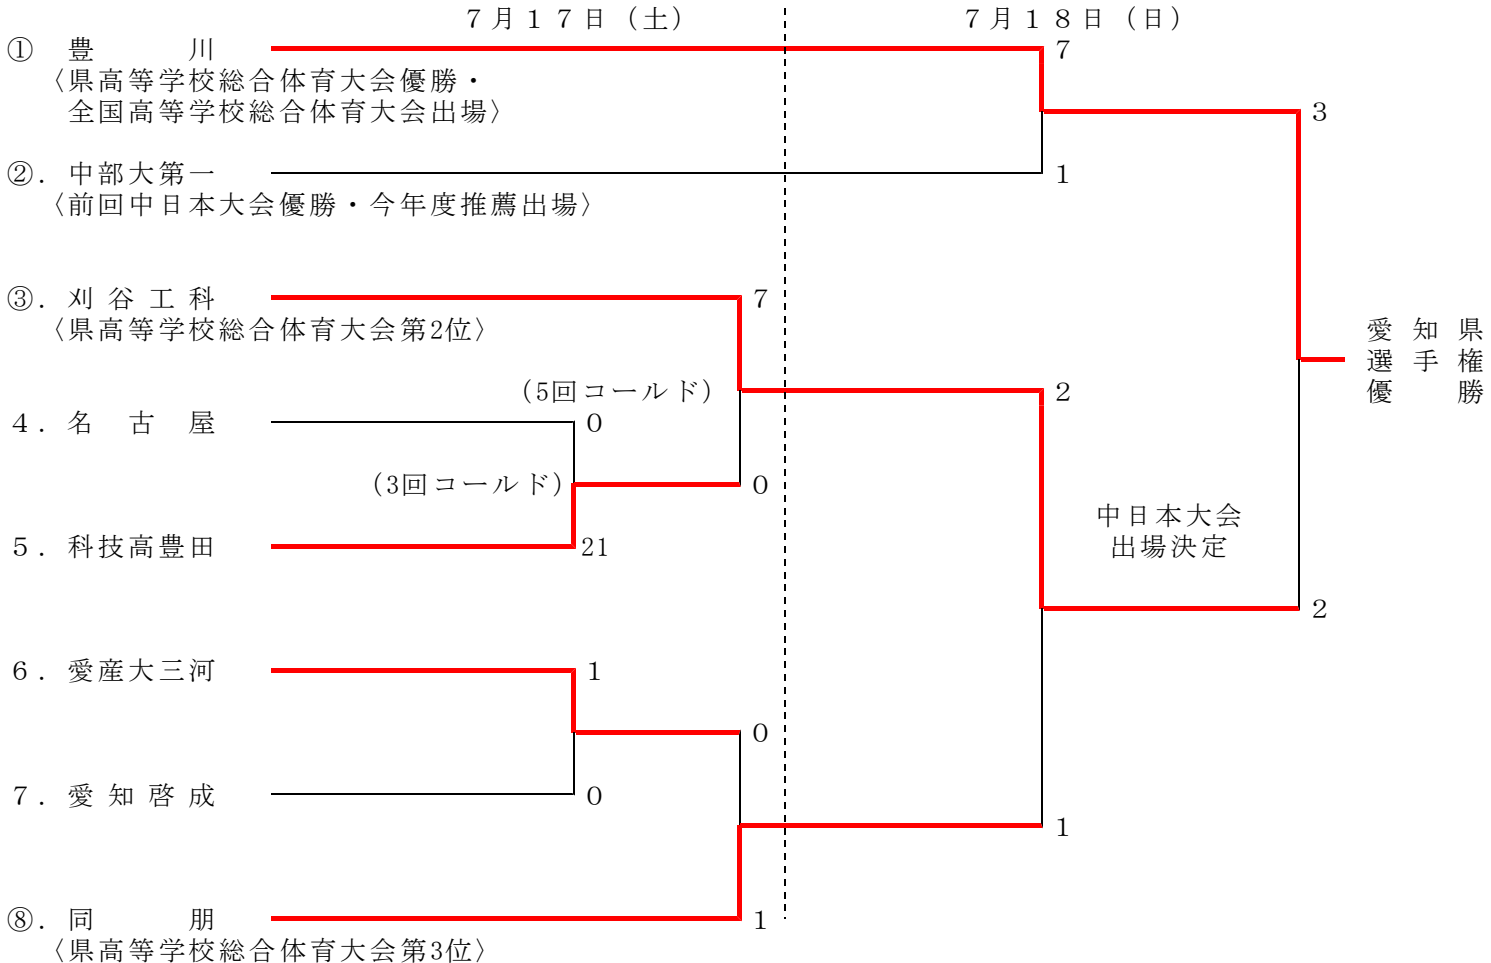 ７月１７日（土）
７月１８日（日）
①　豊　　　川
7
〈県高等学校総合体育大会優勝・
全国高等学校総合体育大会出場〉
3
②．中部大第一
1
〈前回中日本大会優勝・今年度推薦出場〉
③．刈谷工科
7
〈県高等学校総合体育大会第2位〉
愛知県
選手権
優　勝
（5回コールド）
2
４．名　古　屋
0
（3回コールド）
0
中日本大会
出場決定
５．科技高豊田
21
2
６．愛産大三河
1
0
７．愛知啓成
0
1
⑧．同　　　朋
1
〈県高等学校総合体育大会第3位〉